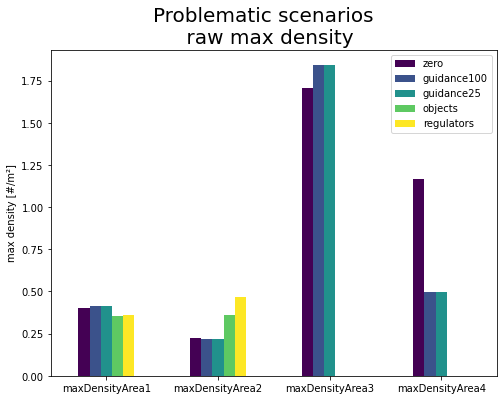 Problematic scenarios
raw max density
max density [#/m²]
1.75
1.50
1.25
1.00
0.75
0.50
0.25
0.00
zero
guidance100
guidance25
objects
regulators
maxDensityArea1 maxDensityArea2 maxDensityArea3 maxDensityArea4